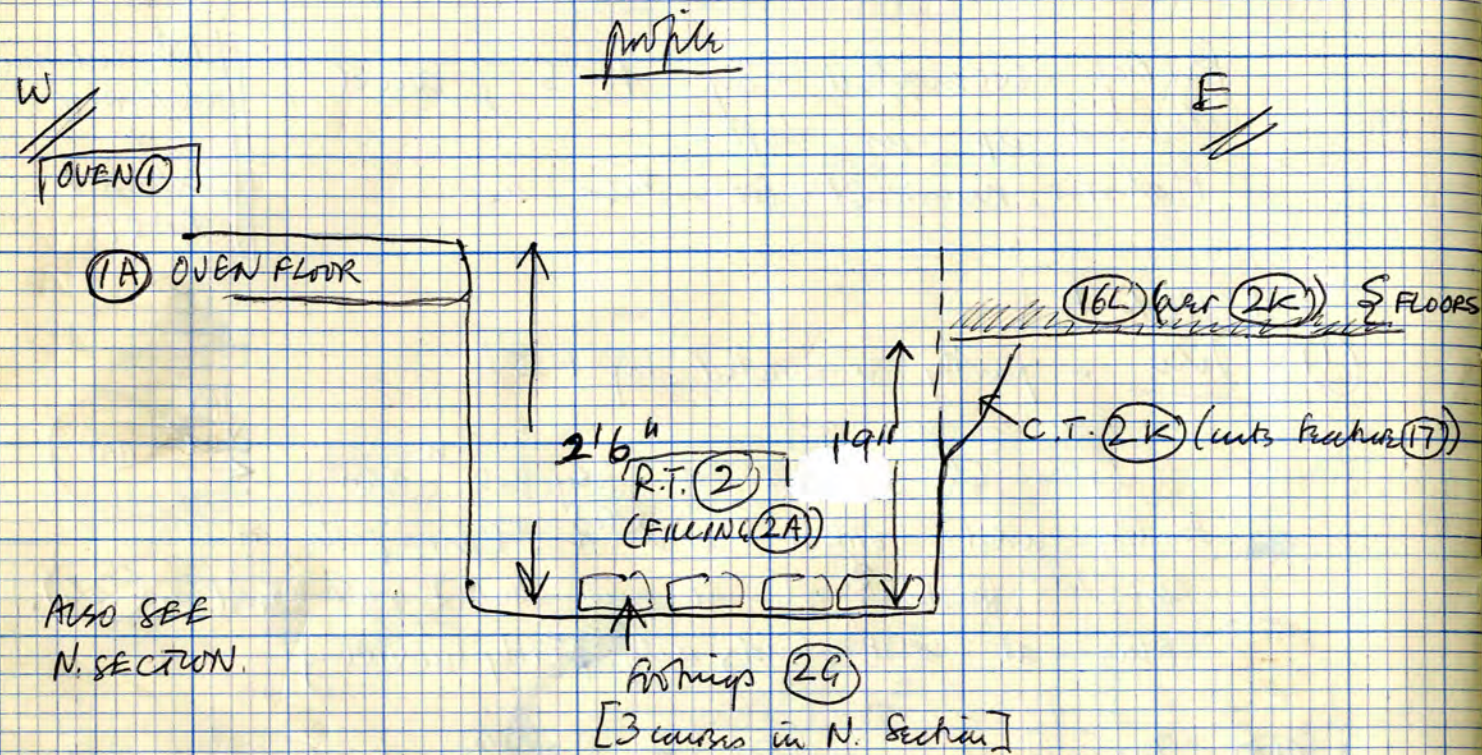 Profile
W
E
OVEN 1
1A OVEN FLOOR
16L (over 2K) } FLOORS
C.T. 2K (cuts feature 17)
2'6"
1'9"
R.T. 2
(FILLING 2A)
ALSO SEE
N. SECTION.
Footings 2G
[3 courses in N. Section]